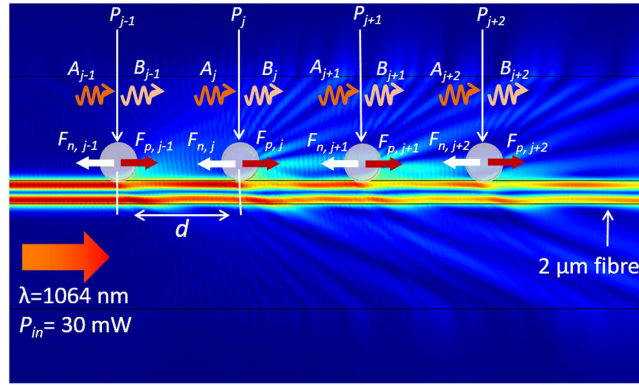 P_{j-1} P_j P_{j+1} P_{j+2}
A_{j-1} B_{j-1} A_j B_j A_{j+1} B_{j+1} A_{j+2} B_{j+2}
F_{n, j-1} F_{p, j-1} F_{n, j} F_{p, j} F_{n, j+1} F_{p, j+1} F_{n, j+2} F_{p, j+2}
d
2 µm fibre
λ=1064 nm
P_{in}= 30 mW